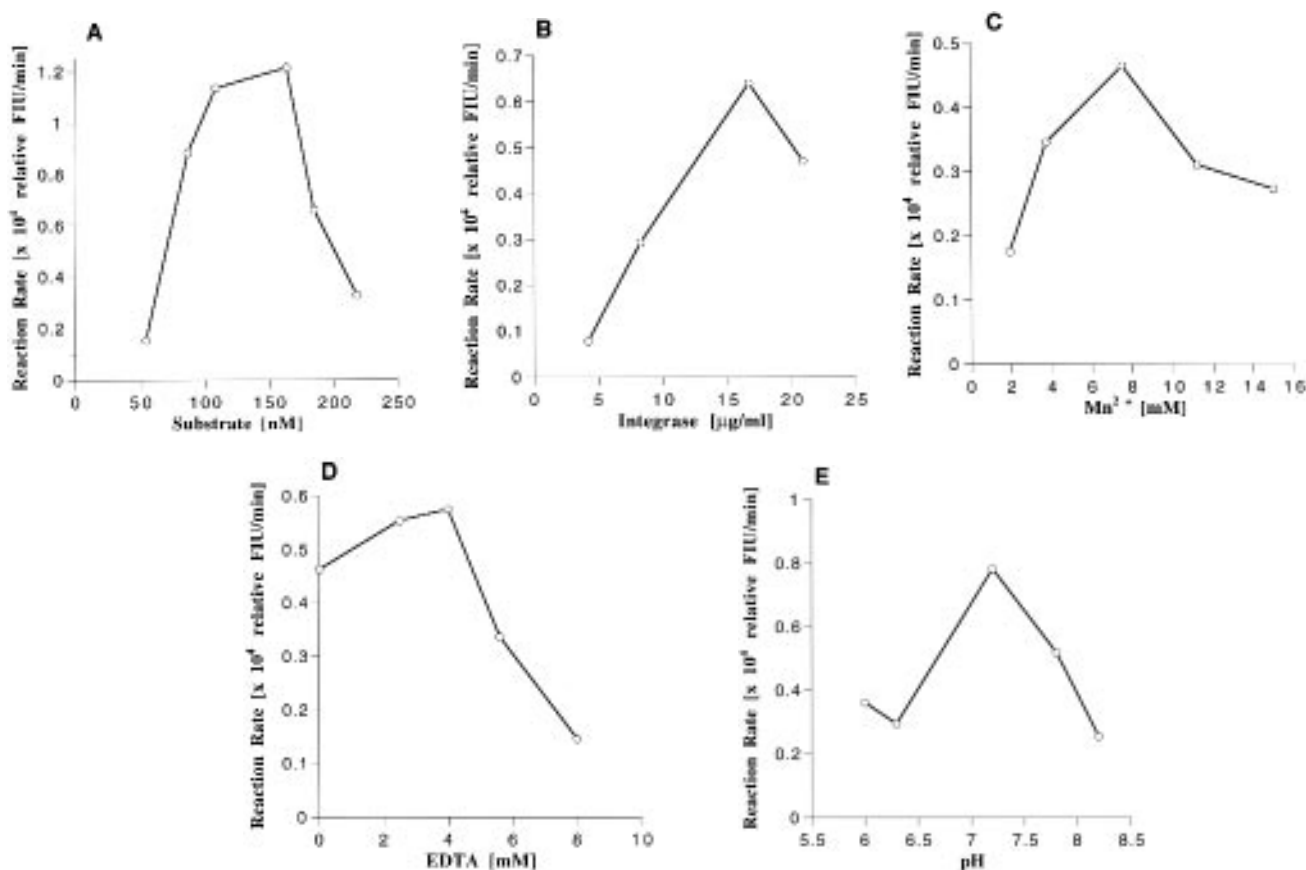 A
Reaction Rate [x 10⁴ relative FIU/min]
1.2
1
0.8
0.6
0.4
0.2
0
0 50 100 150 200 250
Substrate [nM]
B
Reaction Rate [x 10⁴ relative FIU/min]
0.7
0.6
0.5
0.4
0.3
0.2
0.1
0
0 5 10 15 20 25
Integrase [μg/ml]
C
Reaction Rate [x 10⁴ relative FIU/min]
0.5
0.4
0.3
0.2
0.1
0
0 2 4 6 8 10 12 14 16
Mn²⁺ [mM]
D
Reaction Rate [x 10⁴ relative FIU/min]
0.6
0.5
0.4
0.3
0.2
0.1
0
0 2 4 6 8 10
EDTA [mM]
E
Reaction Rate [x 10⁴ relative FIU/min]
1
0.8
0.6
0.4
0.2
0
5.5 6 6.5 7 7.5 8 8.5
pH